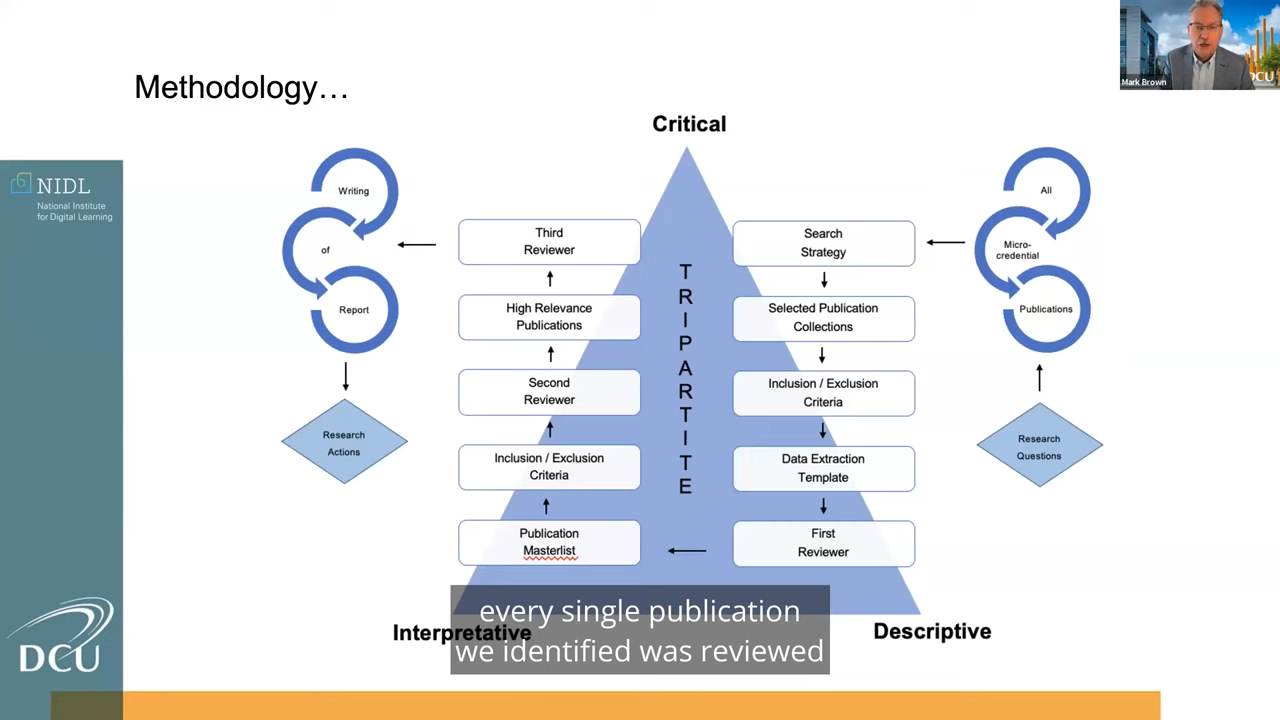 Methodology…
Mark Brown
DCU
NIDL
National Institute
for Digital Learning
Critical
Writing
of
Report
Research
Actions
Third
Reviewer
High Relevance
Publications
Second
Reviewer
Inclusion / Exclusion
Criteria
Publication
Masterlist
TRIPARTITE
Search
Strategy
Selected Publication
Collections
Inclusion / Exclusion
Criteria
Data Extraction
Template
First
Reviewer
All
Micro-
credential
Publications
Research
Questions
Interpretative
Descriptive
every single publication
we identified was reviewed
DCU